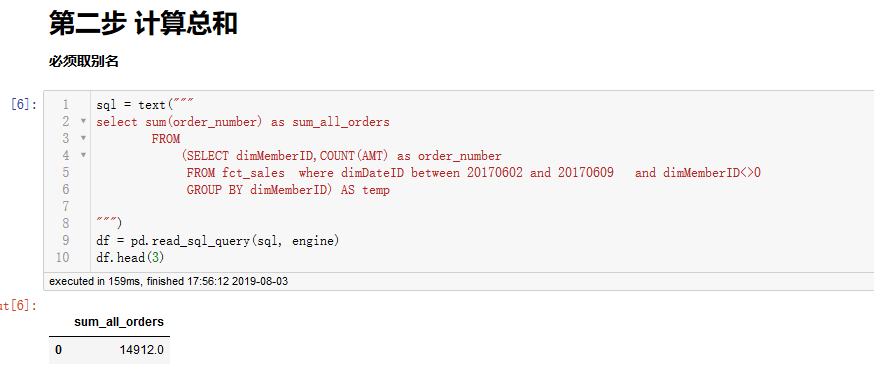 第二步 计算总和
必须取别名
[6]:
1 sql = text("""
2 select sum(order_number) as sum_all_orders
3 FROM
4 (SELECT dimMemberID,COUNT(AMT) as order_number
5 FROM fct_sales  where dimDateID between 20170602 and 20170609   and dimMemberID<>0
6 GROUP BY dimMemberID) AS temp
7
8 """)
9 df = pd.read_sql_query(sql, engine)
10 df.head(3)
executed in 159ms, finished 17:56:12 2019-08-03
ut[6]:
sum_all_orders
0 14912.0